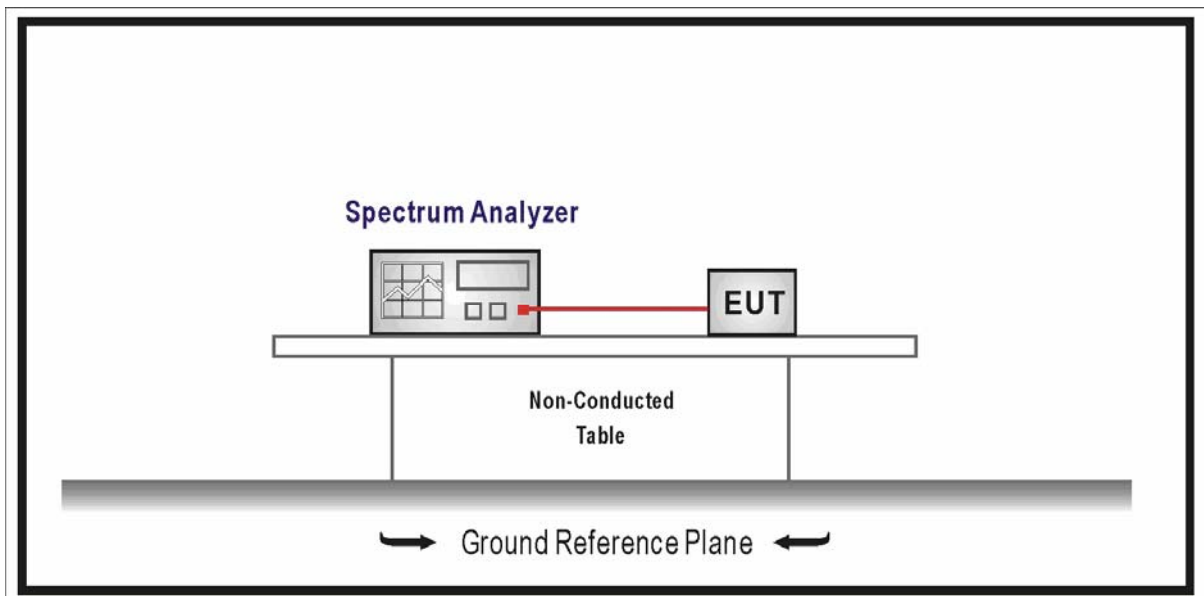 Spectrum Analyzer
EUT
Non-Conducted
Table
Ground Reference Plane